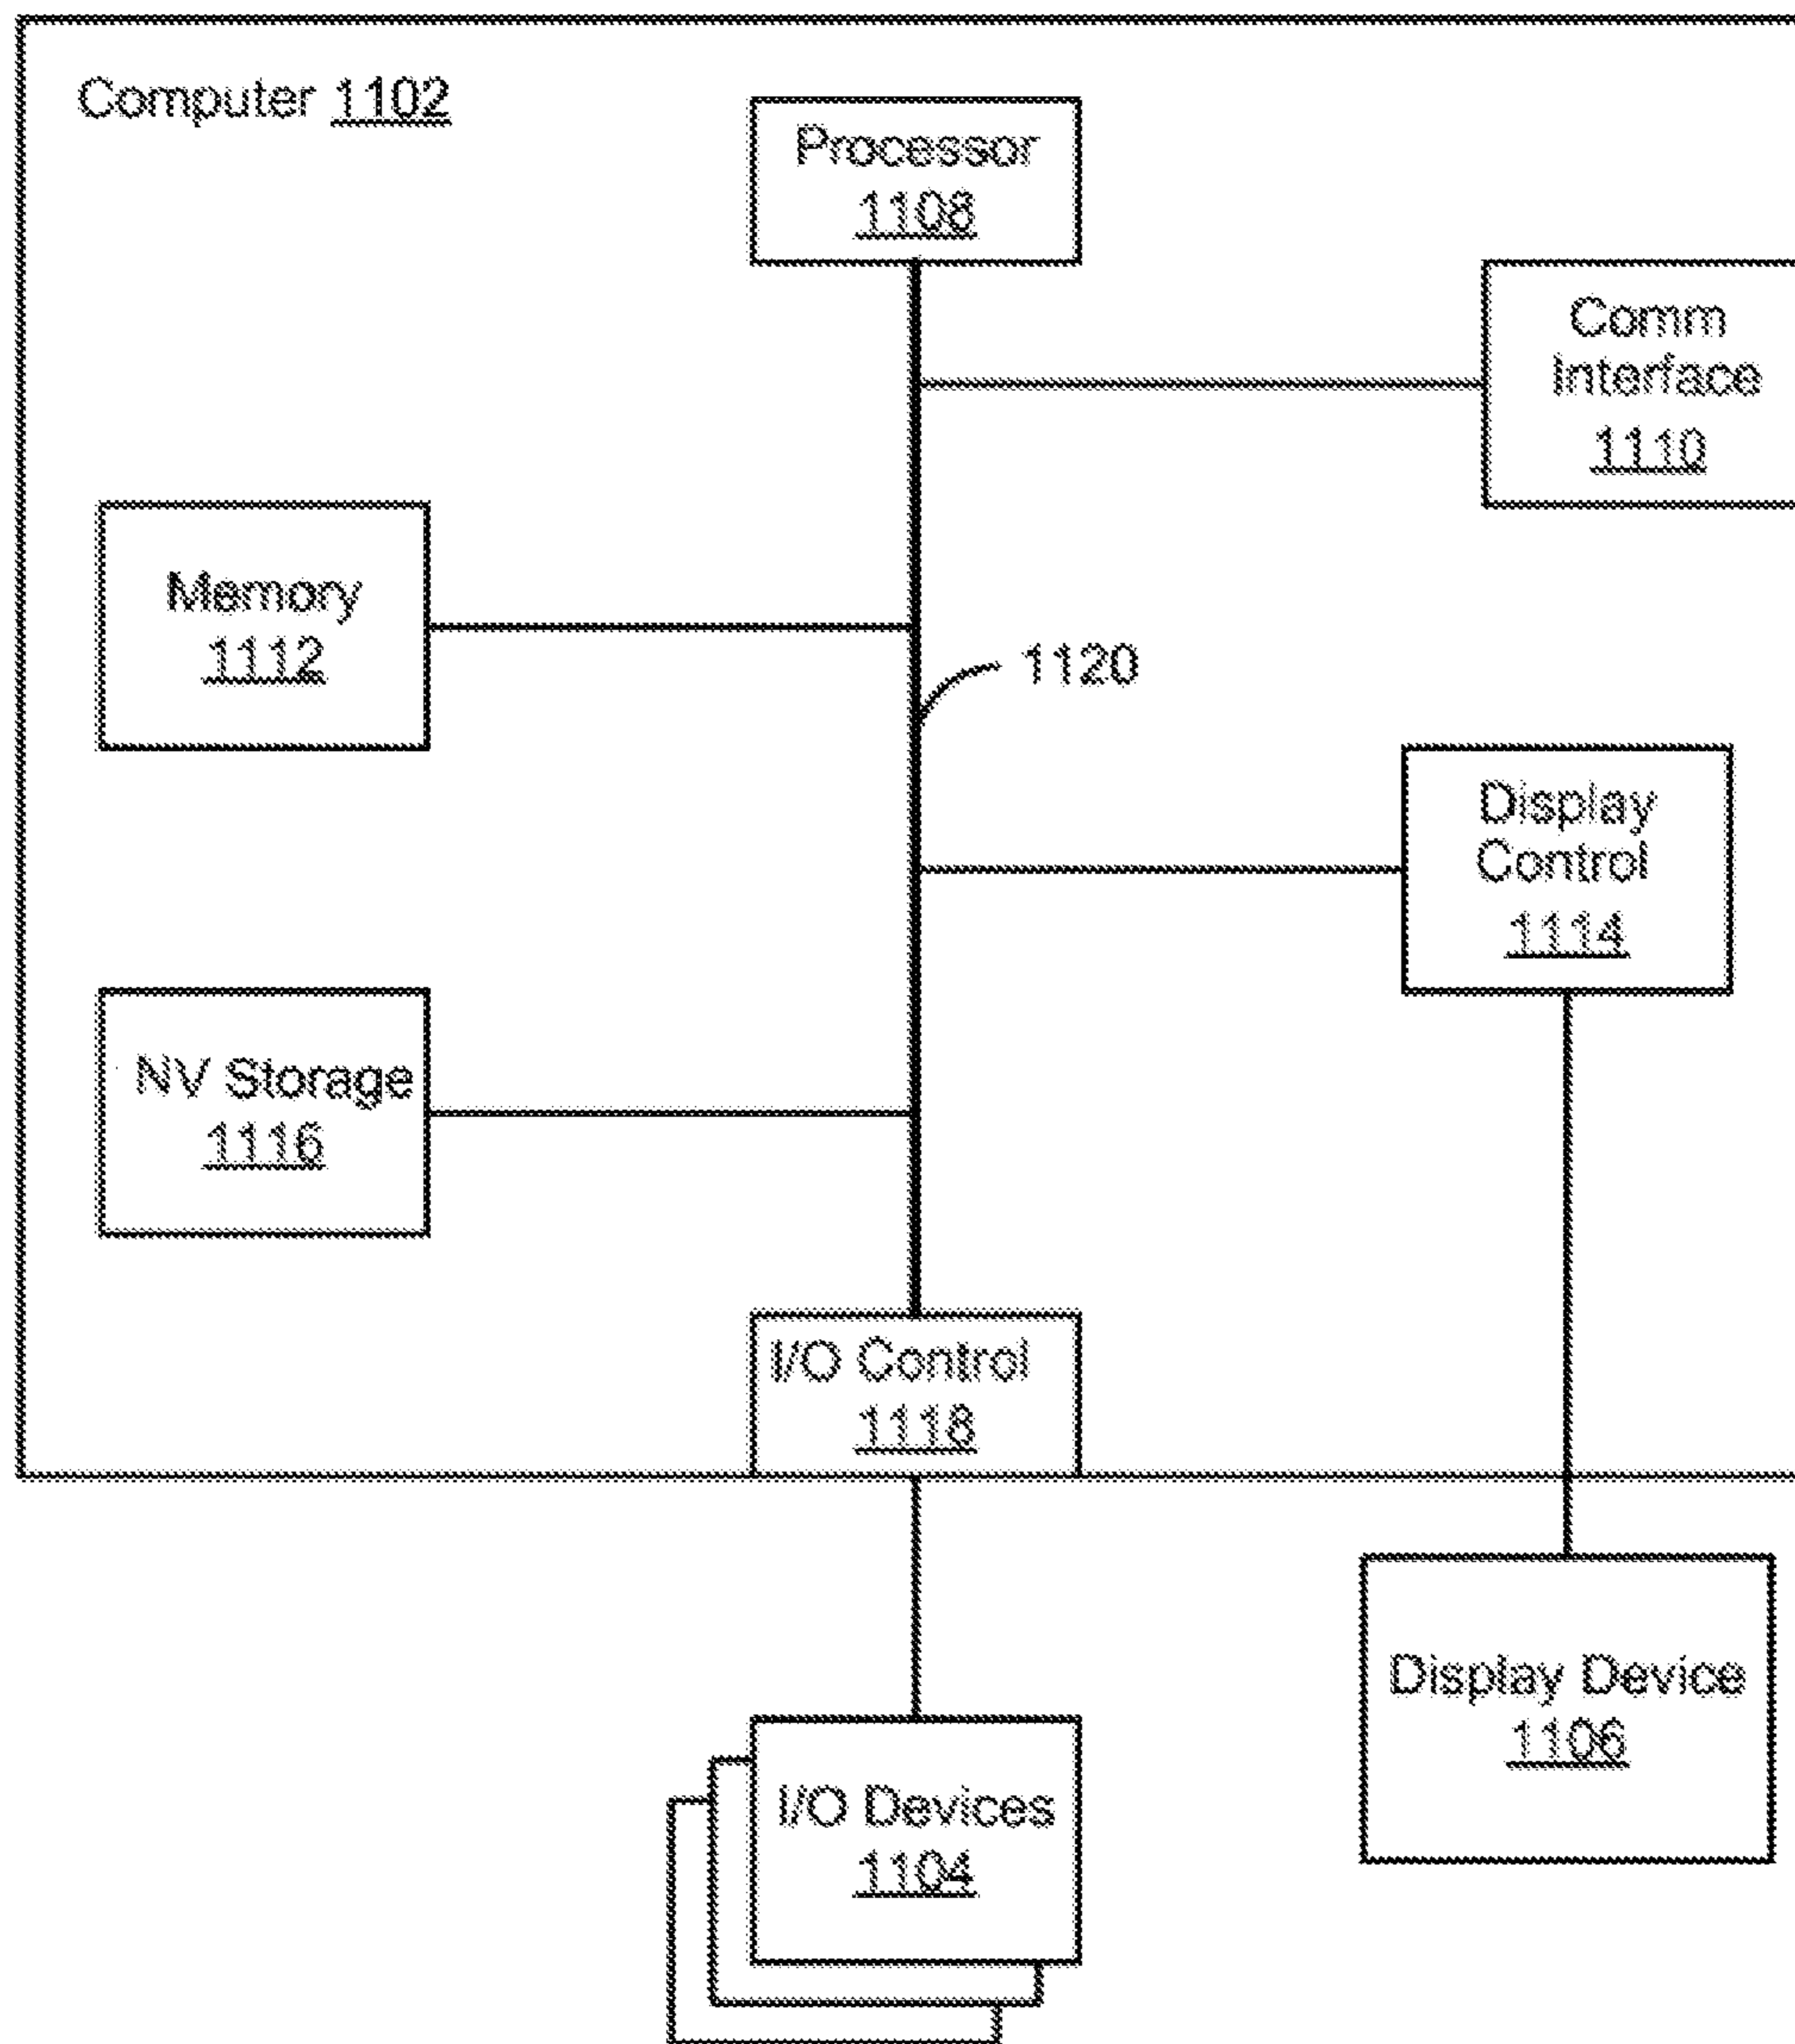 Computer 1102
Processor
1108
Comm
Interface
1110
Memory
1112
1120
Display
Control
1114
NV Storage
1116
I/O Control
1118
Display Device
1106
I/O Devices
1104